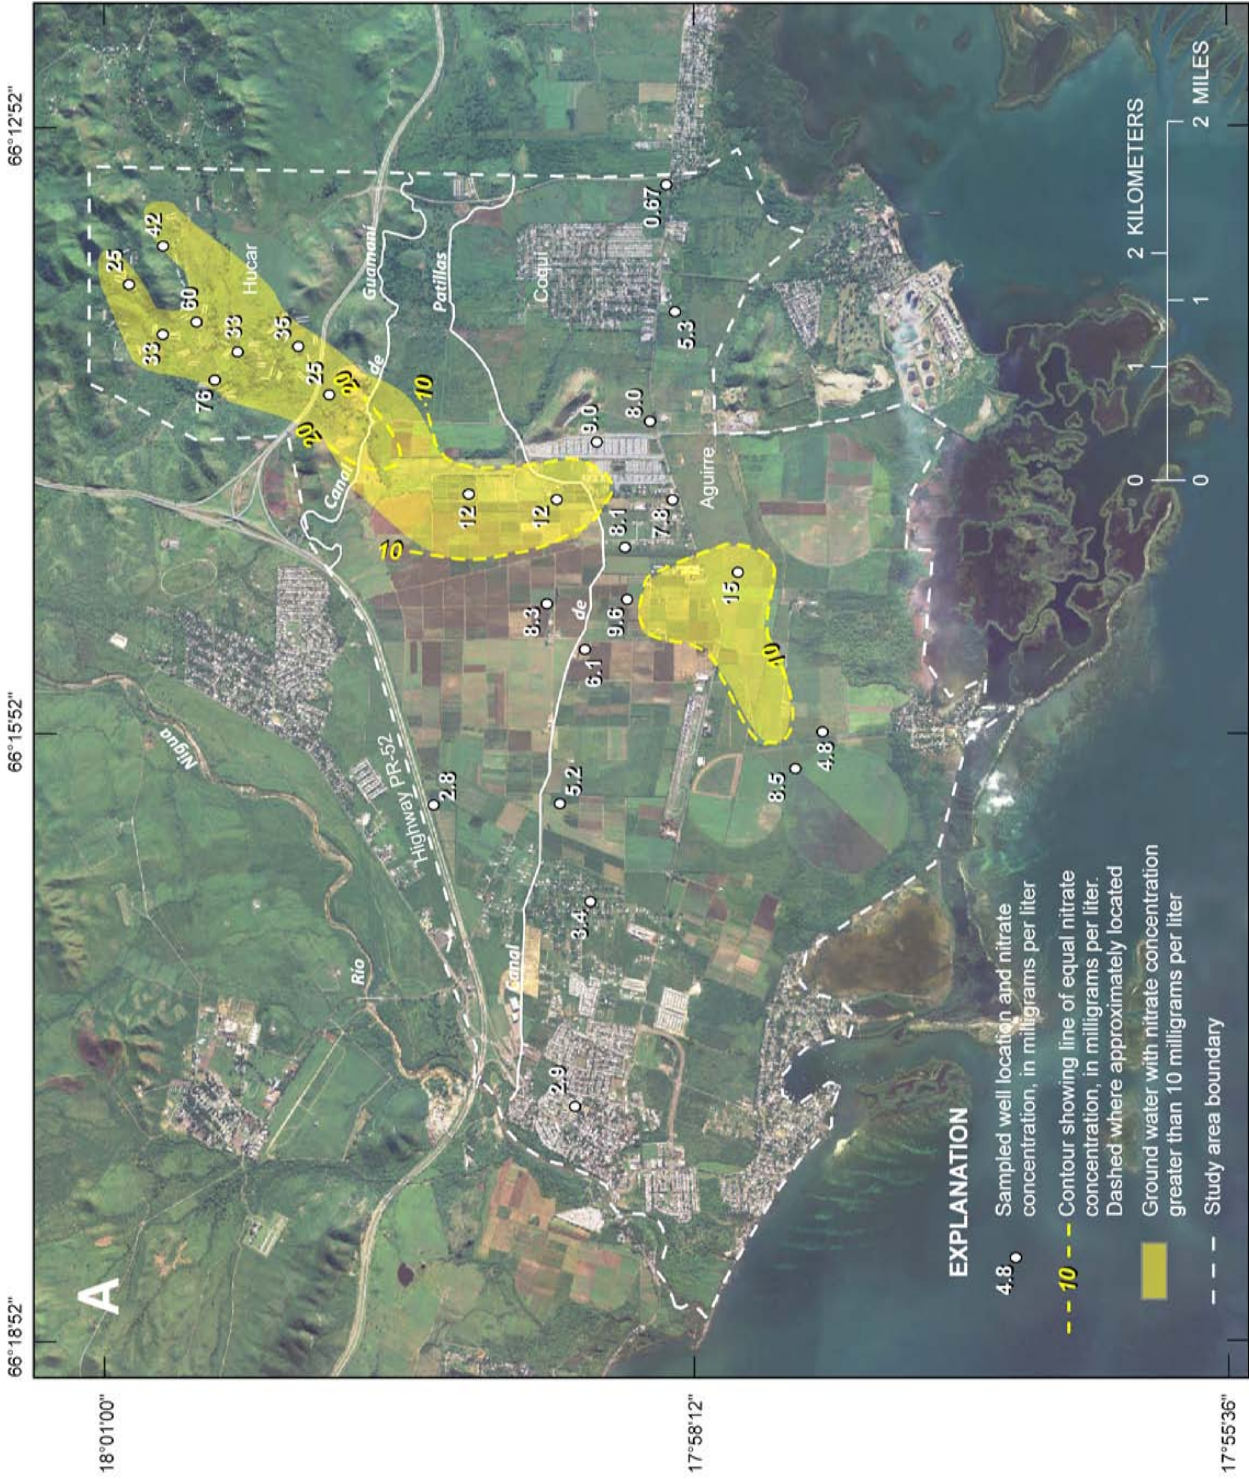 66°18'52"
66°15'52"
66°12'52"
18°01'00"
17°58'12"
17°55'36"
A
25
42
33
60
Hucar
76
33
35
25
20
20
Canal
de
Guamaní
10
10
Patillas
12
12
9.0
8.0
Coquí
0.67
5.3
Río
Nigua
Highway PR-52
2.8
8.3
8.1
7.8
Aguirre
9.6
6.1
de
15
10
5.2
3.4
Canal
2.9
8.5
4.8
EXPLANATION
4.8
Sampled well location and nitrate
concentration, in milligrams per liter
10
Contour showing line of equal nitrate
concentration, in milligrams per liter.
Dashed where approximately located
Ground water with nitrate concentration
greater than 10 milligrams per liter
Study area boundary
0 1 2 KILOMETERS
0 1 2 MILES